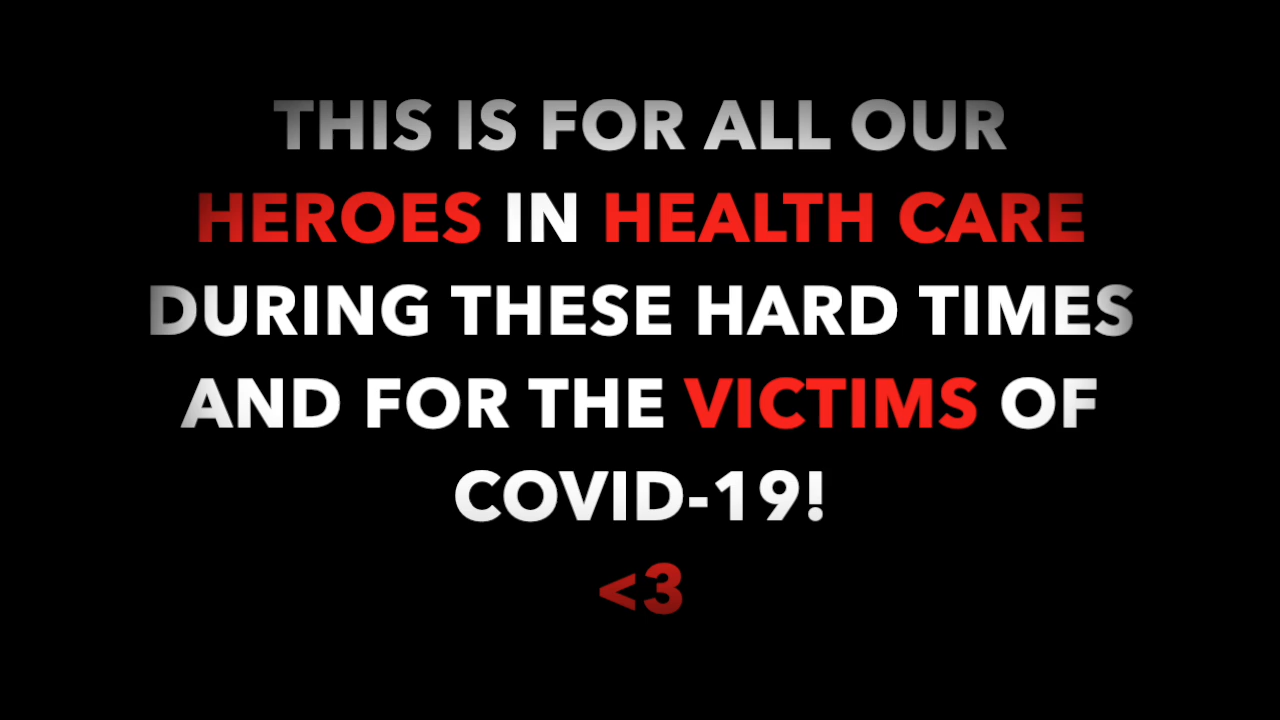 THIS IS FOR ALL OUR
HEROES IN HEALTH CARE
DURING THESE HARD TIMES
AND FOR THE VICTIMS OF
COVID-19!
<3